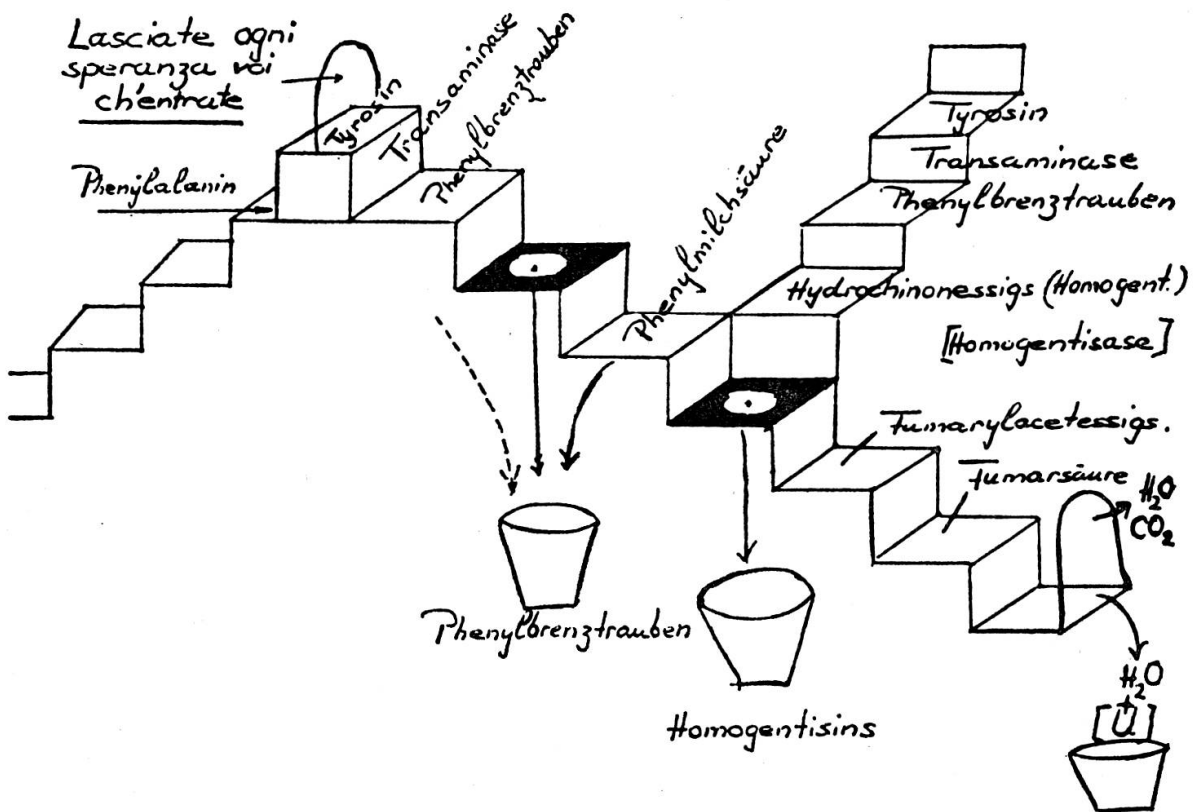 Lasciate ogni
speranza voi
ch'entrate
Phenylalanin
Tyrosin
Transaminase
Phenylbrenztrauben
Phenylmilchsäure
Tyrosin
Transaminase
Phenylbrenztrauben
Hydrochinonessigs (Homogent.)
[Homogentisase]
Fumarylacetessigs.
Fumarsäure
H₂O
CO₂
Phenylbrenztrauben
Homogentisins
H₂O